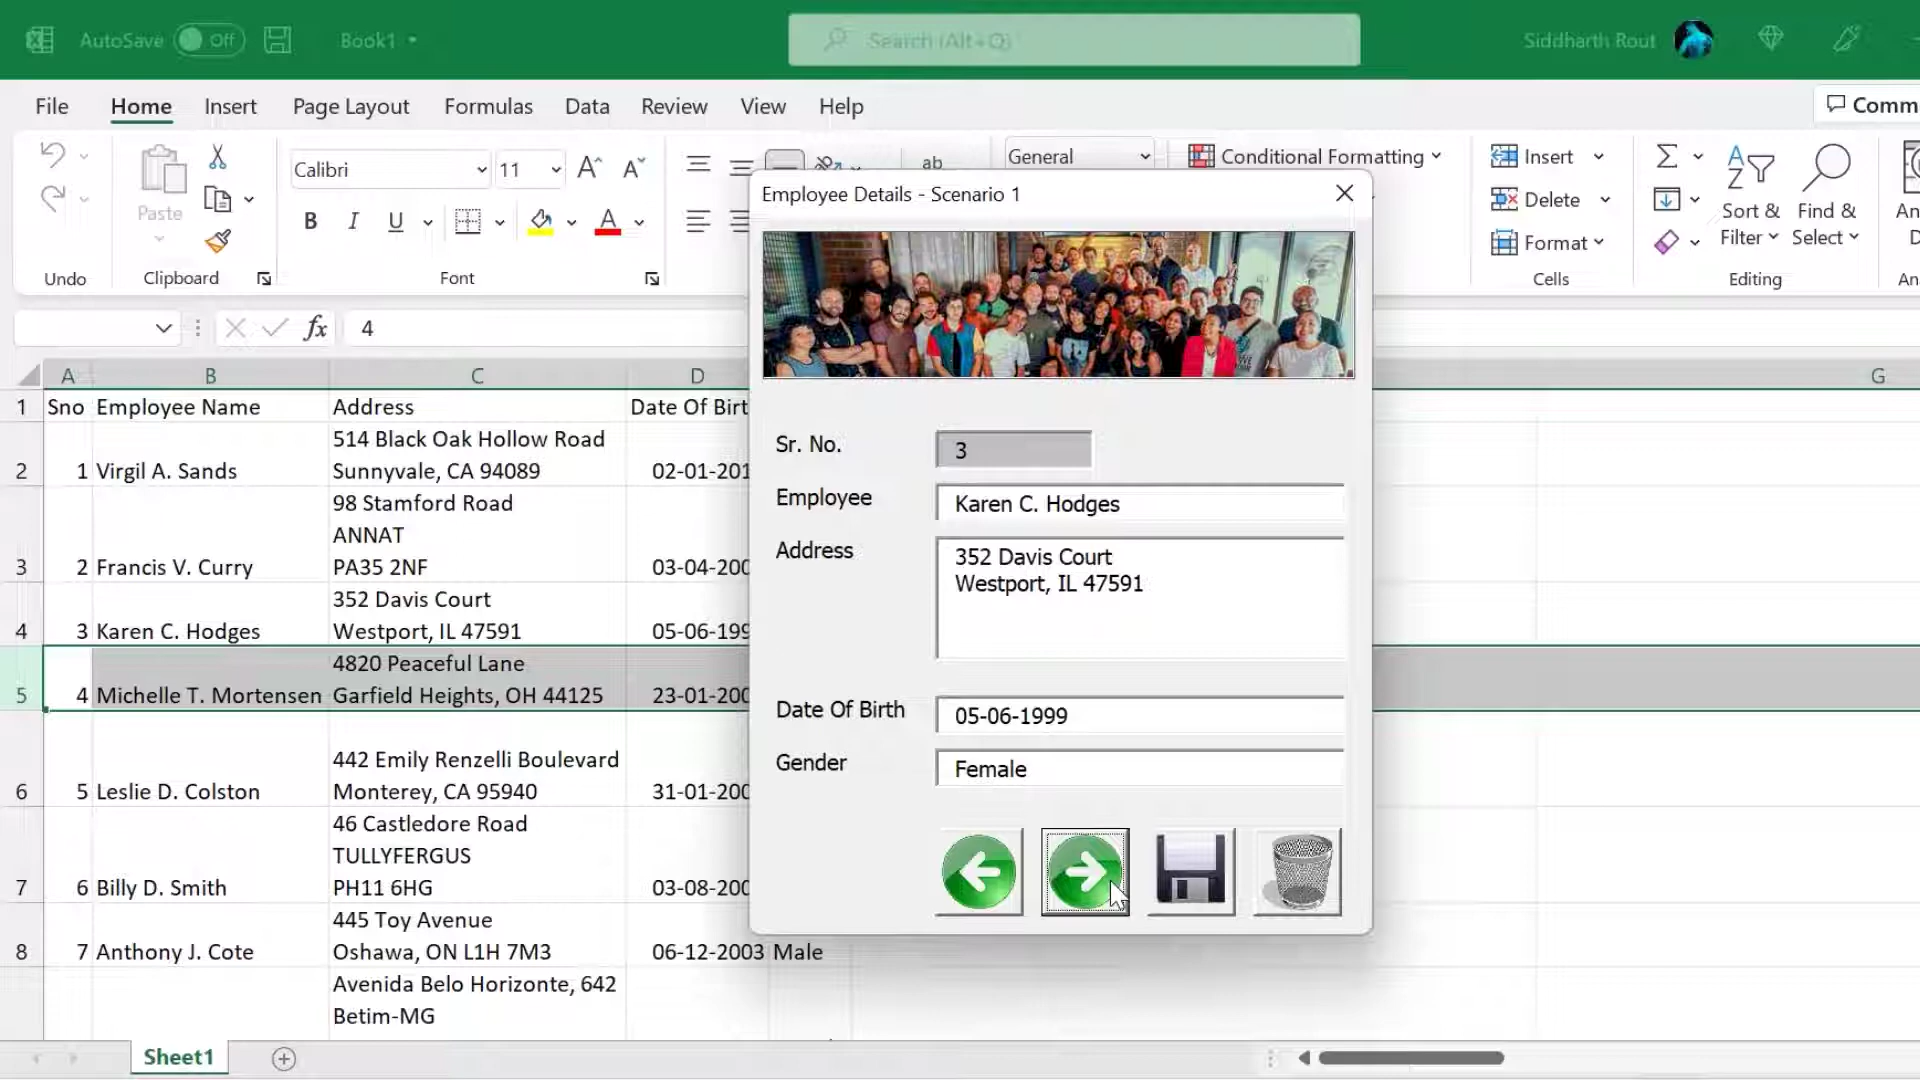 AutoSave Off Book1 Search (Alt+Q) Siddharth Rout
File Home Insert Page Layout Formulas Data Review View Help Comm
Paste
Undo
Clipboard
Calibri 11
B I U A
Font
ab
General
Conditional Formatting
Insert
Delete
Format
Cells
Sort &
Filter
Find &
Select
Editing
An
4
A B C D G
1 Sno Employee Name Address Date Of Birt
514 Black Oak Hollow Road
2 1 Virgil A. Sands Sunnyvale, CA 94089 02-01-201
98 Stamford Road
ANNAT
3 2 Francis V. Curry PA35 2NF 03-04-200
352 Davis Court
4 3 Karen C. Hodges Westport, IL 47591 05-06-199
4820 Peaceful Lane
5 4 Michelle T. Mortensen Garfield Heights, OH 44125 23-01-200
442 Emily Renzelli Boulevard
6 5 Leslie D. Colston Monterey, CA 95940 31-01-200
46 Castledore Road
TULLYFERGUS
7 6 Billy D. Smith PH11 6HG 03-08-200
445 Toy Avenue
8 7 Anthony J. Cote Oshawa, ON L1H 7M3 06-12-2003 Male
Avenida Belo Horizonte, 642
Betim-MG
Employee Details - Scenario 1
Sr. No. 3
Employee Karen C. Hodges
Address 352 Davis Court
Westport, IL 47591
Date Of Birth 05-06-1999
Gender Female
Sheet1